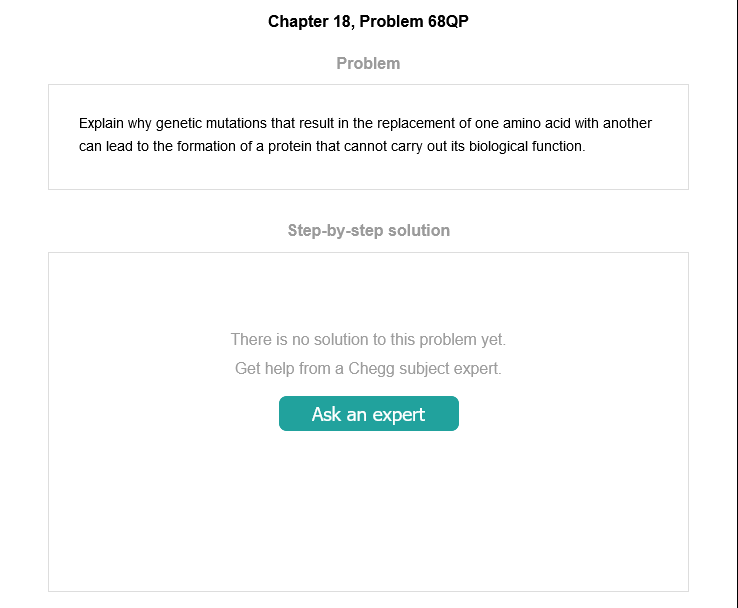 Chapter 18, Problem 68QP
Problem
Explain why genetic mutations that result in the replacement of one amino acid with another
can lead to the formation of a protein that cannot carry out its biological function.
Step-by-step solution
There is no solution to this problem yet.
Get help from a Chegg subject expert.
Ask an expert